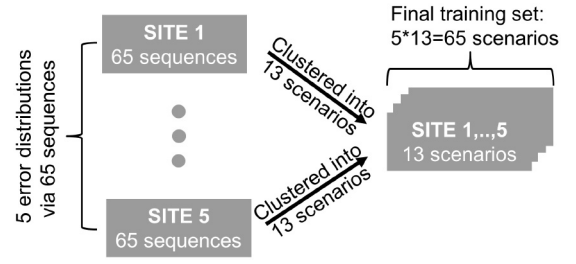 5 error distributions
via 65 sequences
SITE 1
65 sequences
SITE 5
65 sequences
Clustered into
13 scenarios
Clustered into
13 scenarios
Final training set:
5*13=65 scenarios
SITE 1,..,5
13 scenarios